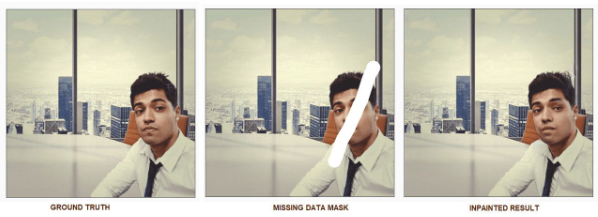 GROUND TRUTH
MISSING DATA MASK
INPAINTED RESULT